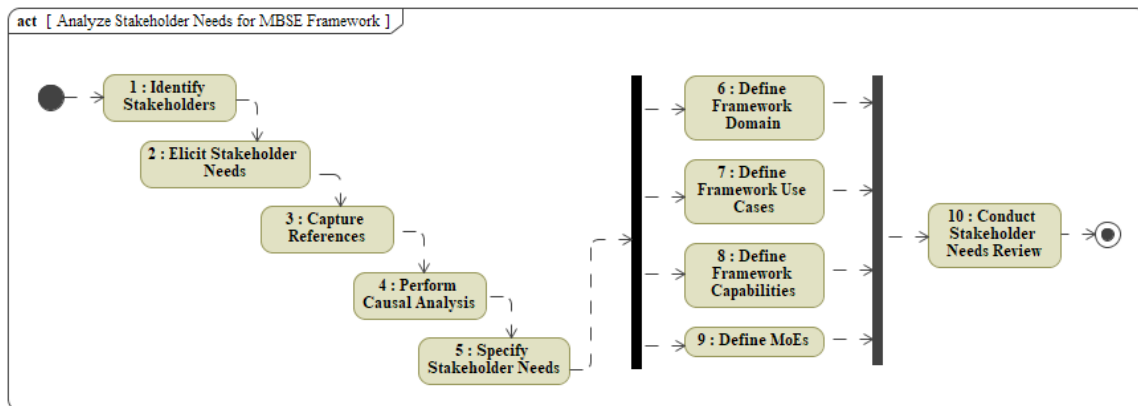 act [ Analyze Stakeholder Needs for MBSE Framework ]
1 : Identify
Stakeholders
2 : Elicit Stakeholder
Needs
3 : Capture
References
4 : Perform
Causal Analysis
5 : Specify
Stakeholder Needs
6 : Define
Framework
Domain
7 : Define
Framework Use
Cases
8 : Define
Framework
Capabilities
9 : Define MoEs
10 : Conduct
Stakeholder
Needs Review